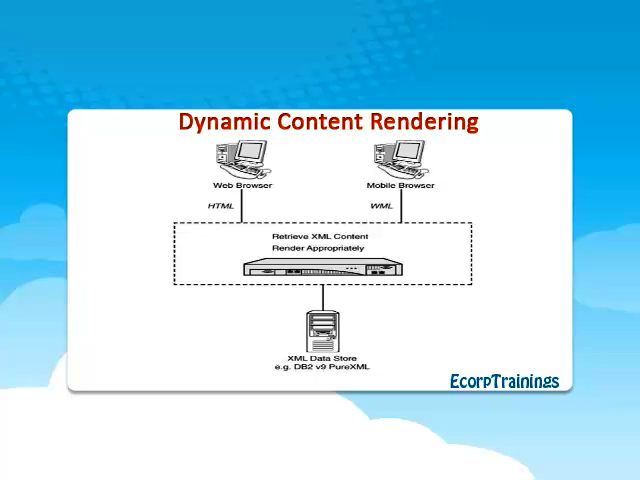 Dynamic Content Rendering
Web Browser
Mobile Browser
HTML
WML
Retrieve XML Content
Render Appropriately
XML Data Store
e.g. DB2 v9 PureXML
EcorpTrainings